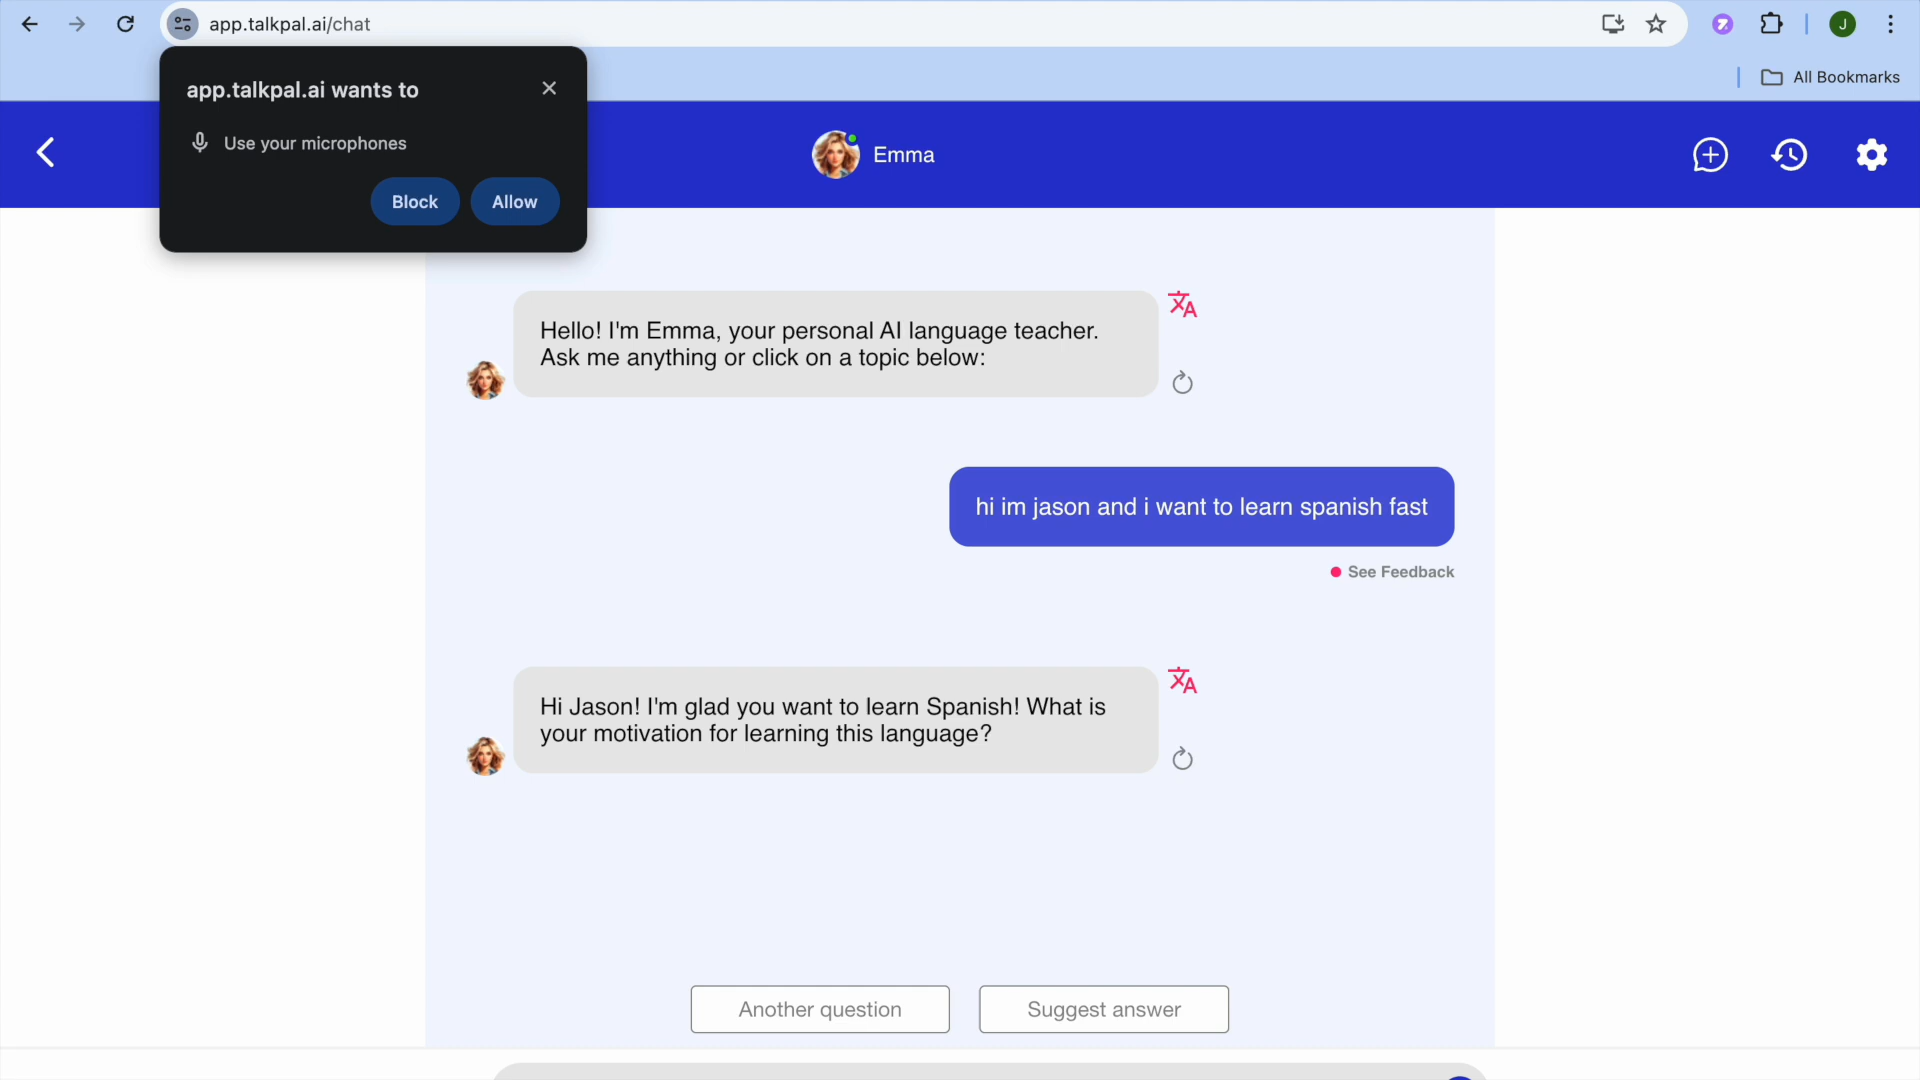 app.talkpal.ai/chat
J
All Bookmarks
app.talkpal.ai wants to
Use your microphones
Block
Allow
Emma
Hello! I'm Emma, your personal AI language teacher.
Ask me anything or click on a topic below:
hi im jason and i want to learn spanish fast
See Feedback
Hi Jason! I'm glad you want to learn Spanish! What is
your motivation for learning this language?
Another question
Suggest answer